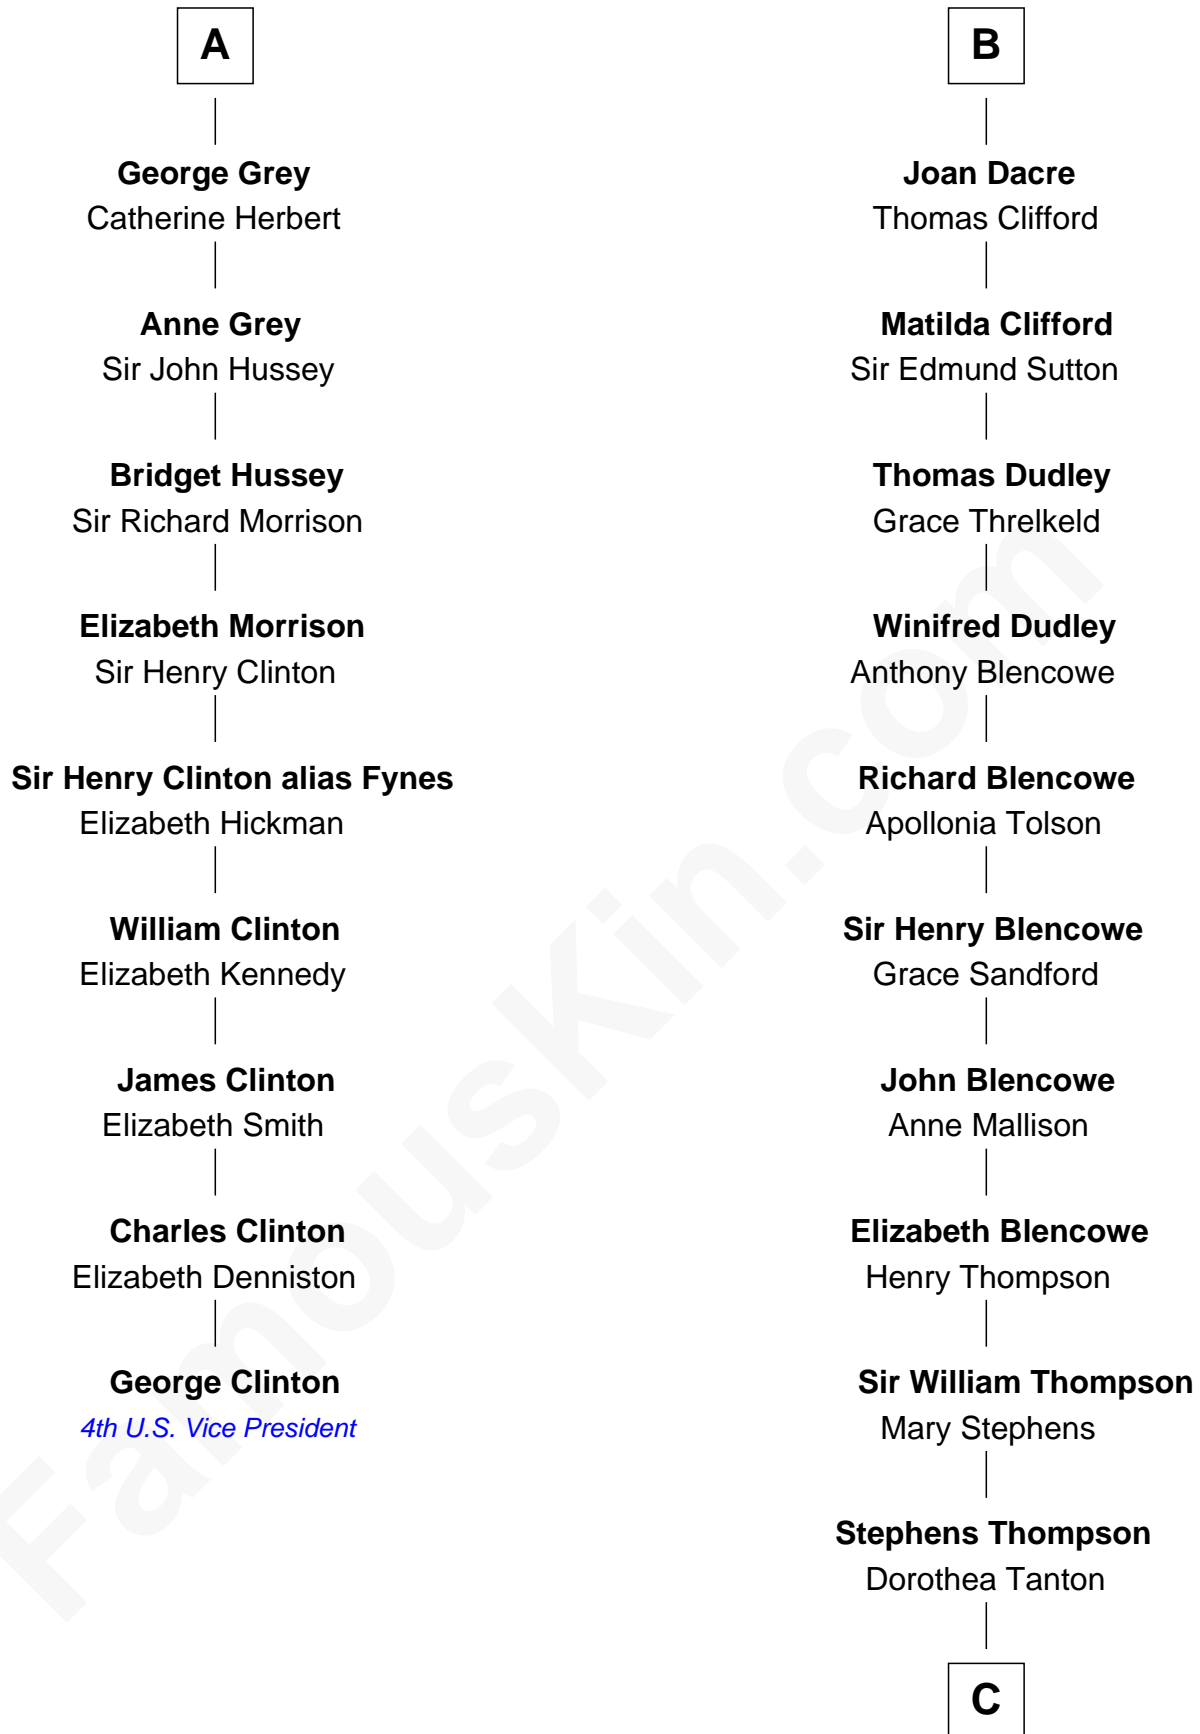 A
George Grey
Catherine Herbert
Anne Grey
Sir John Hussey
Bridget Hussey
Sir Richard Morrison
Elizabeth Morrison
Sir Henry Clinton
Sir Henry Clinton alias Fynes
Elizabeth Hickman
William Clinton
Elizabeth Kennedy
James Clinton
Elizabeth Smith
Charles Clinton
Elizabeth Denniston
George Clinton
4th U.S. Vice President
B
Joan Dacre
Thomas Clifford
Matilda Clifford
Sir Edmund Sutton
Thomas Dudley
Grace Threlkeld
Winifred Dudley
Anthony Blencowe
Richard Blencowe
Apollonia Tolson
Sir Henry Blencowe
Grace Sandford
John Blencowe
Anne Mallison
Elizabeth Blencowe
Henry Thompson
Sir William Thompson
Mary Stephens
Stephens Thompson
Dorothea Tanton
C
FamousKin.com